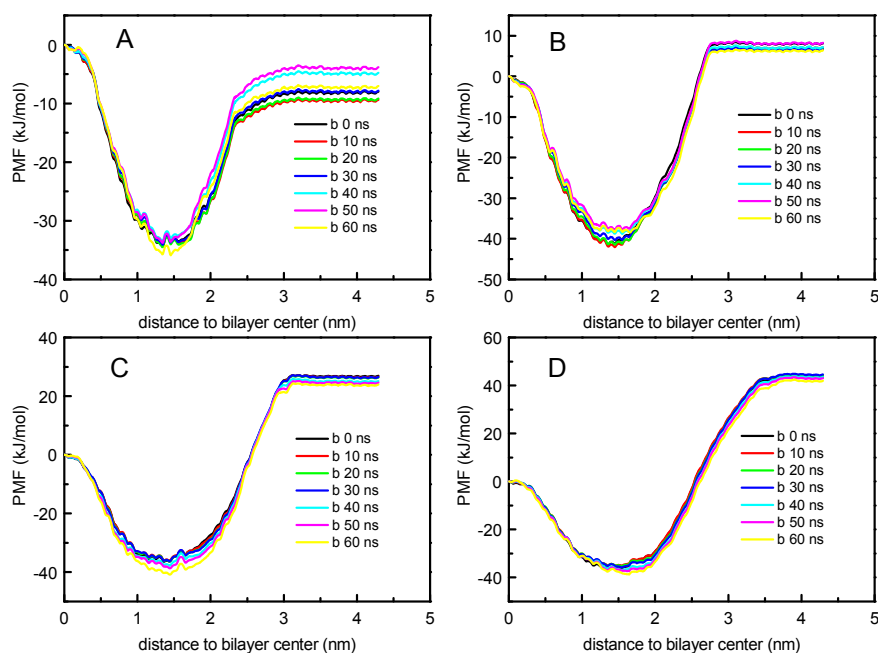 A
PMF (kJ/mol)
0
-10
-20
-30
-40
b 0 ns
b 10 ns
b 20 ns
b 30 ns
b 40 ns
b 50 ns
b 60 ns
0 1 2 3 4 5
distance to bilayer center (nm)
B
PMF (kJ/mol)
10
0
-10
-20
-30
-40
-50
b 0 ns
b 10 ns
b 20 ns
b 30 ns
b 40 ns
b 50 ns
b 60 ns
0 1 2 3 4 5
distance to bilayer center (nm)
C
PMF (kJ/mol)
40
20
0
-20
-40
b 0 ns
b 10 ns
b 20 ns
b 30 ns
b 40 ns
b 50 ns
b 60 ns
0 1 2 3 4 5
distance to bilayer center (nm)
D
PMF (kJ/mol)
60
40
20
0
-20
-40
b 0 ns
b 10 ns
b 20 ns
b 30 ns
b 40 ns
b 50 ns
b 60 ns
0 1 2 3 4 5
distance to bilayer center (nm)